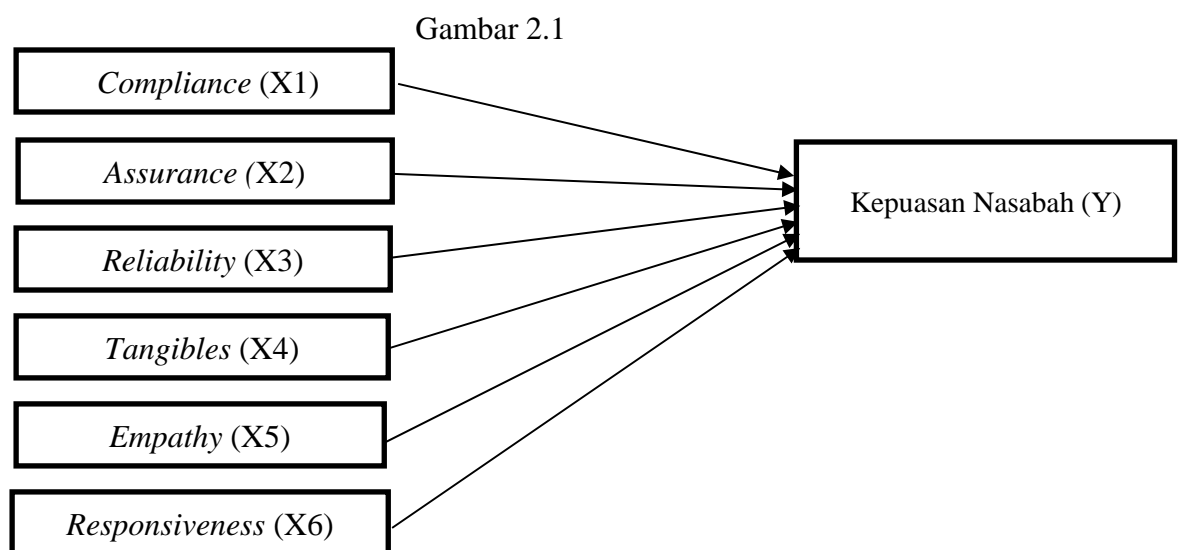 Gambar 2.1
Compliance (X1)
Assurance (X2)
Reliability (X3)
Tangibles (X4)
Empathy (X5)
Responsiveness (X6)
Kepuasan Nasabah (Y)